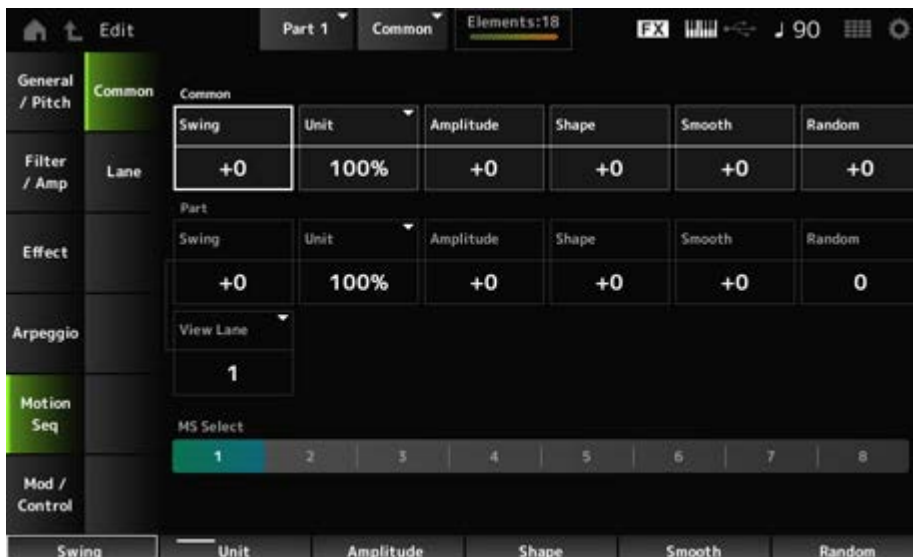 Edit Part 1 Common Elements:18 FX ♩ 90
General / Pitch
Filter / Amp
Effect
Arpeggio
Motion Seq
Mod / Control
Common
Lane
Common
Swing Unit Amplitude Shape Smooth Random
+0 100% +0 +0 +0 +0
Part
Swing Unit Amplitude Shape Smooth Random
+0 100% +0 +0 +0 0
View Lane
1
MS Select
1 2 3 4 5 6 7 8
Swing Unit Amplitude Shape Smooth Random